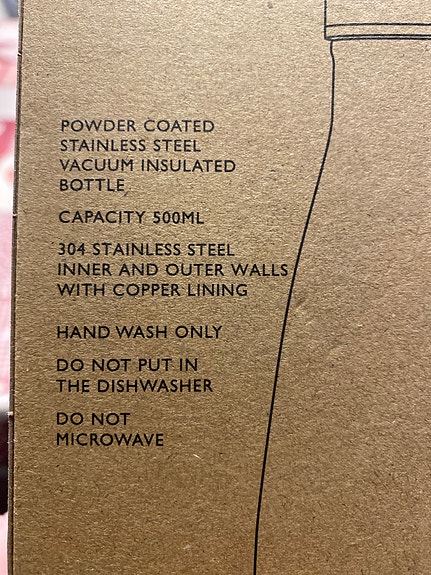 POWDER COATED
STAINLESS STEEL
VACUUM INSULATED
BOTTLE
CAPACITY 500ML
304 STAINLESS STEEL
INNER AND OUTER WALLS
WITH COPPER LINING
HAND WASH ONLY
DO NOT PUT IN
THE DISHWASHER
DO NOT
MICROWAVE